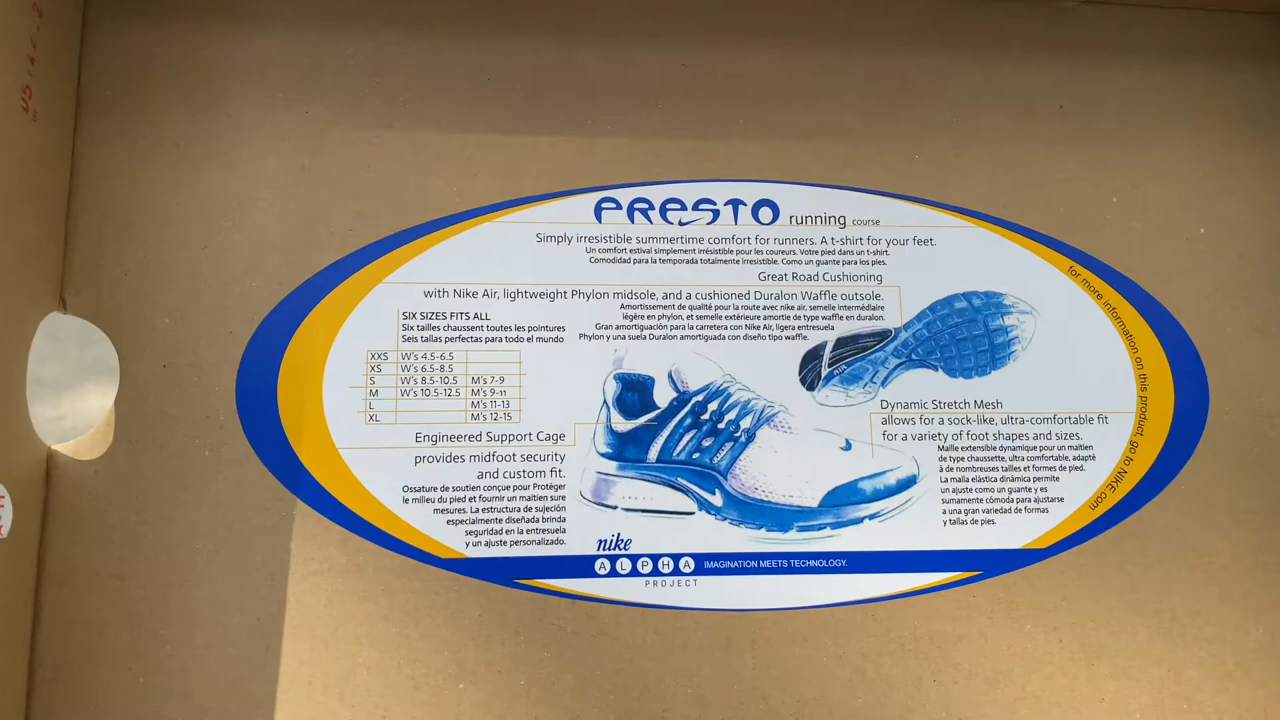 PRESTO running course
Simply irresistible summertime comfort for runners. A t-shirt for your feet.
Un comfort estival simplement irrésistible pour les coureurs. Votre pied dans un t-shirt.
Comodidad para la temporada totalmente irresistible. Como un guante para los pies.
Great Road Cushioning
with Nike Air, lightweight Phylon midsole, and a cushioned Duralon Waffle outsole.
Amortissement de qualité pour la route avec nike air, semelle intermédiaire
légère en phylon, et semelle extérieure amortie de type waffle en duralon.
Gran amortiguación para la carretera con Nike Air, ligera entresuela
Phylon y una suela Duralon amortiguada con diseño tipo waffle.
SIX SIZES FITS ALL
Six tailles chaussent toutes les pointures
Seis tallas perfectas para todo el mundo
XXS W's 4.5-6.5
XS W's 6.5-8.5
S W's 8.5-10.5 M's 7-9
M W's 10.5-12.5 M's 9-11
L M's 11-13
XL M's 12-15
Engineered Support Cage
provides midfoot security
and custom fit.
Ossature de soutien conçue pour Protéger
le milieu du pied et fournir un maitien sure
mesures. La estructura de sujeción
especialmente diseñada brinda
seguridad en la entresuela
y un ajuste personalizado.
AIR
Dynamic Stretch Mesh
allows for a sock-like, ultra-comfortable fit
for a variety of foot shapes and sizes.
Maille extensible dynamique pour un maitien
de type chaussette, ultra comfortable, adapté
à de nombreuses tailles et formes de pied.
La malla elástica dinámica permite
un ajuste como un guante y es
sumamente cómoda para ajustarse
a una gran variedad de formas
y tallas de pies.
for more information on this product, go to NIKE.com
nike
ALPHA IMAGINATION MEETS TECHNOLOGY.
PROJECT